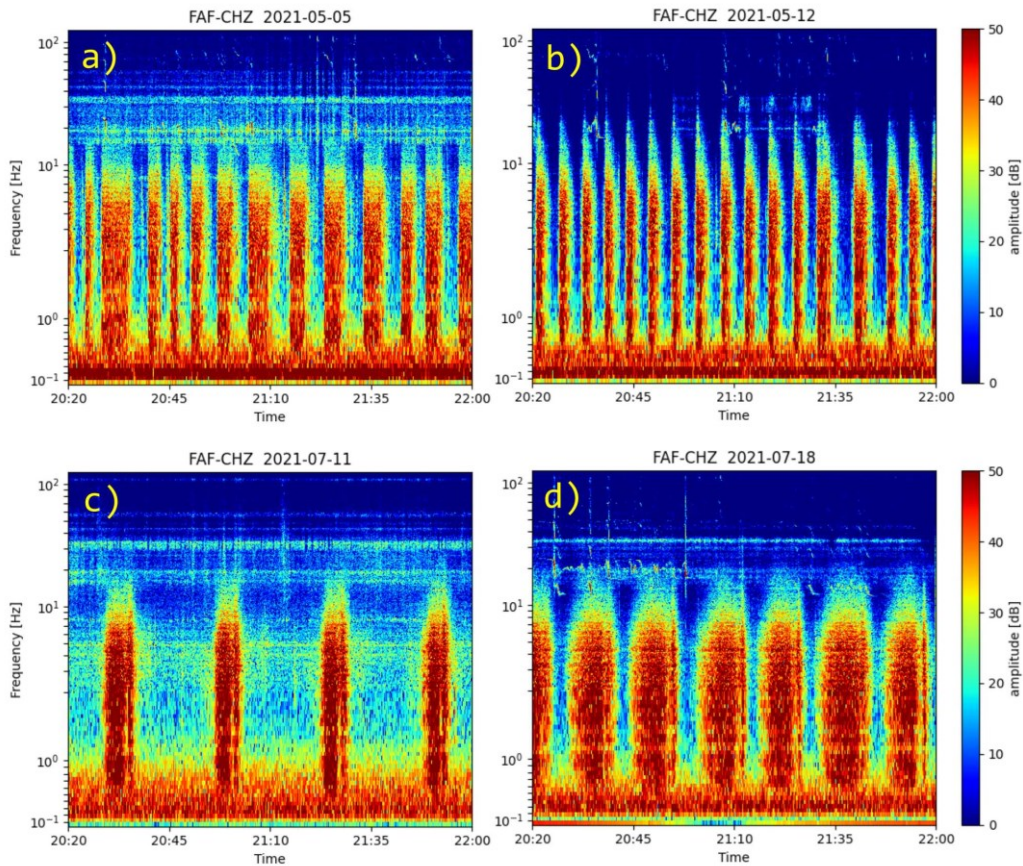 FAF-CHZ 2021-05-05
a)
10²
10¹
10⁰
10⁻¹
Frequency [Hz]
20:20 20:45 21:10 21:35 22:00
Time
FAF-CHZ 2021-05-12
b)
10²
10¹
10⁰
10⁻¹
20:20 20:45 21:10 21:35 22:00
Time
50
40
30
20
10
0
amplitude [dB]
FAF-CHZ 2021-07-11
c)
10²
10¹
10⁰
10⁻¹
Frequency [Hz]
20:20 20:45 21:10 21:35 22:00
Time
FAF-CHZ 2021-07-18
d)
10²
10¹
10⁰
10⁻¹
20:20 20:45 21:10 21:35 22:00
Time
50
40
30
20
10
0
amplitude [dB]